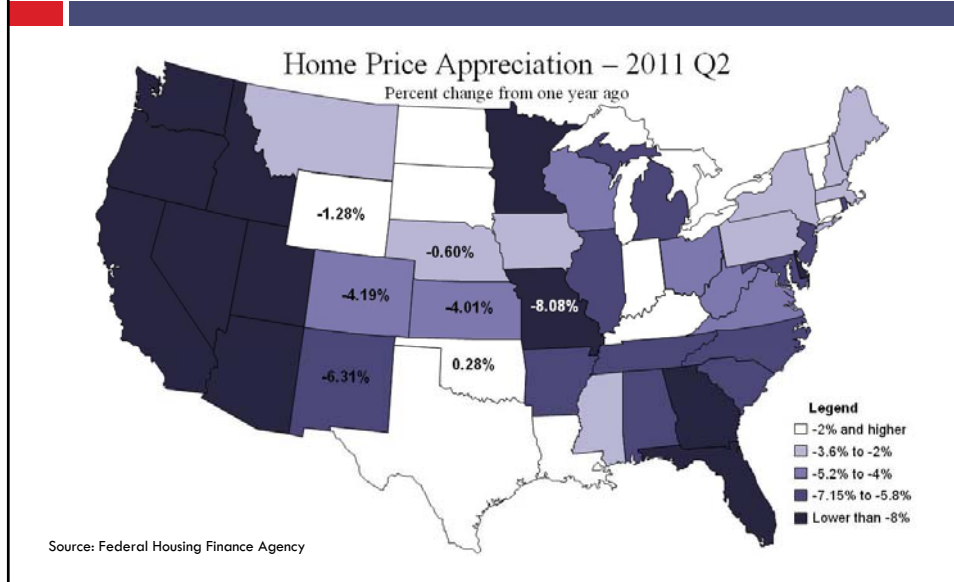 Home Price Appreciation – 2011 Q2
Percent change from one year ago
-1.28%
-0.60%
-4.19%
-4.01%
-8.08%
-6.31%
0.28%
Legend
-2% and higher
-3.6% to -2%
-5.2% to -4%
-7.15% to -5.8%
Lower than -8%
Source: Federal Housing Finance Agency